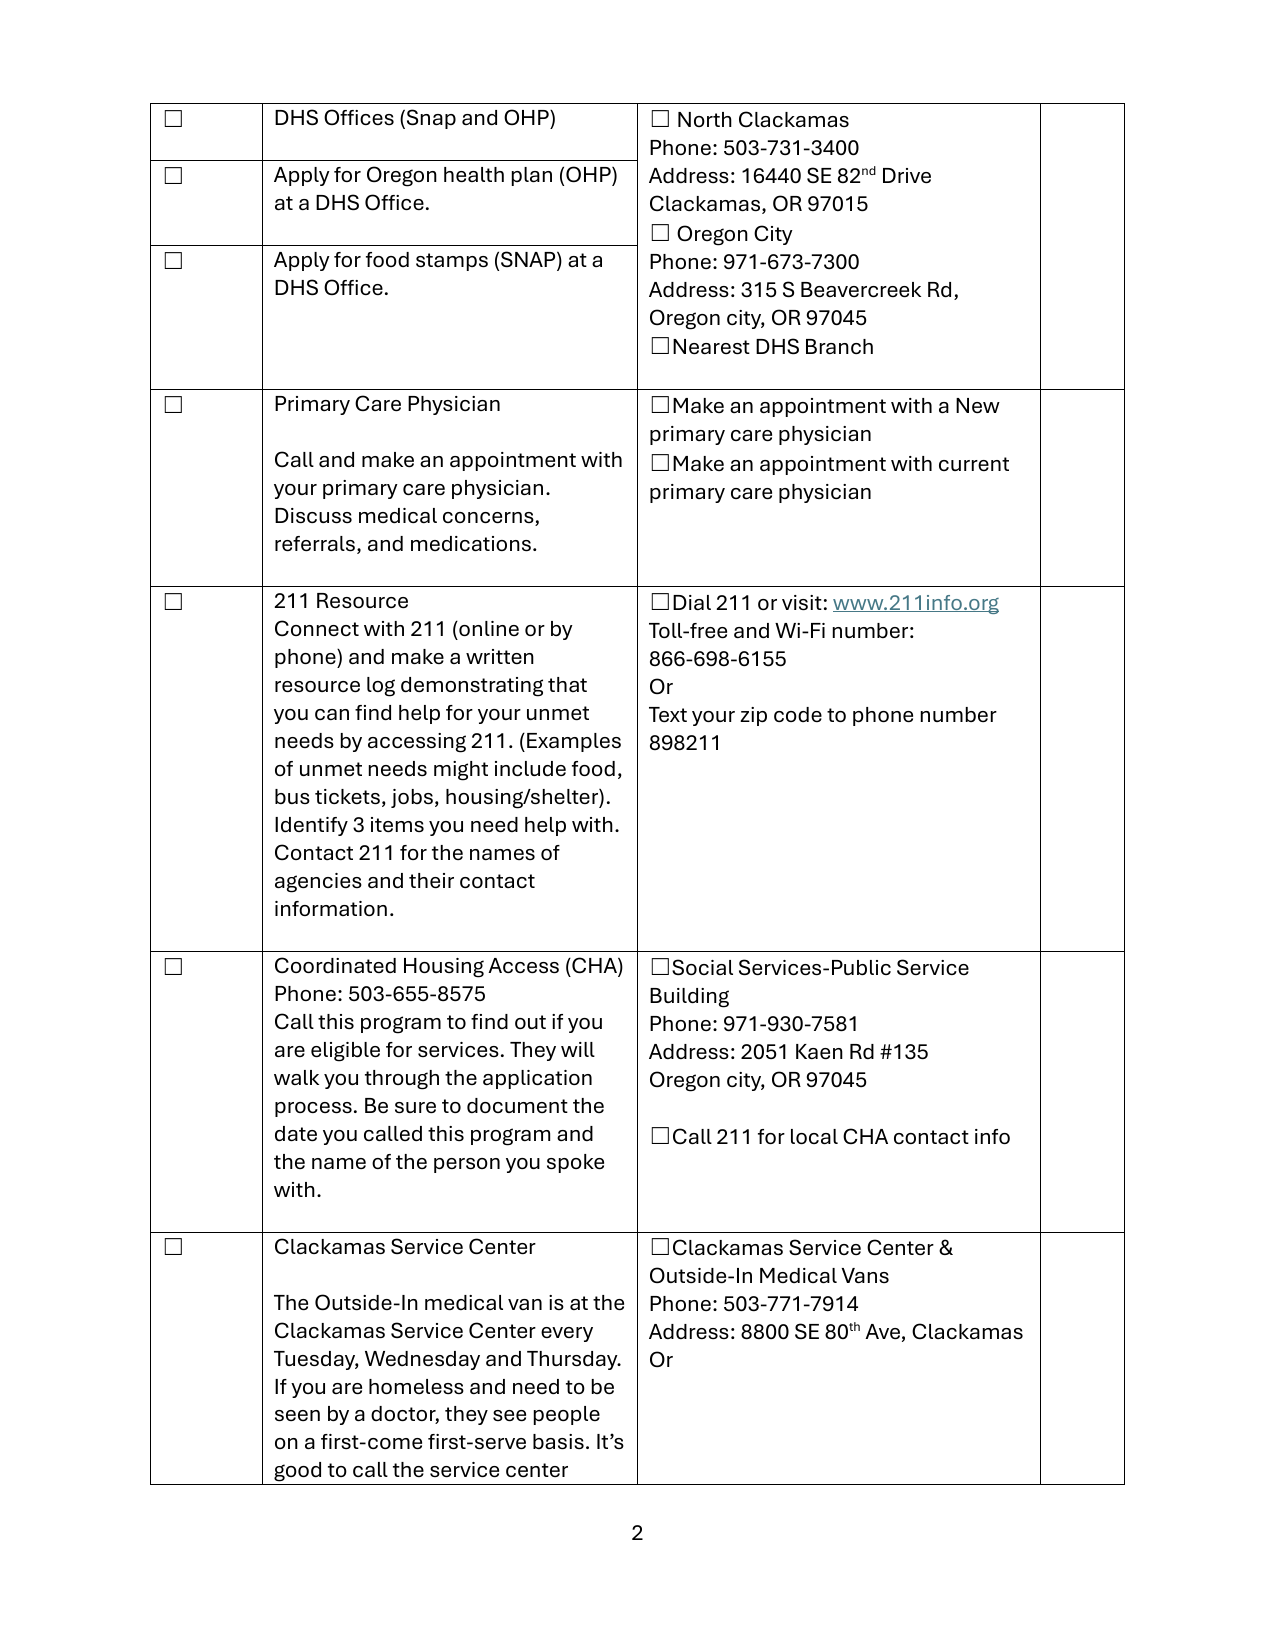 ☐
DHS Offices (Snap and OHP)
☐
Apply for Oregon health plan (OHP)
at a DHS Office.
☐
Apply for food stamps (SNAP) at a
DHS Office.
☐ North Clackamas
Phone: 503-731-3400
Address: 16440 SE 82nd Drive
Clackamas, OR 97015
☐ Oregon City
Phone: 971-673-7300
Address: 315 S Beavercreek Rd,
Oregon city, OR 97045
☐Nearest DHS Branch
☐
Primary Care Physician
Call and make an appointment with
your primary care physician.
Discuss medical concerns,
referrals, and medications.
☐Make an appointment with a New
primary care physician
☐Make an appointment with current
primary care physician
☐
211 Resource
Connect with 211 (online or by
phone) and make a written
resource log demonstrating that
you can find help for your unmet
needs by accessing 211. (Examples
of unmet needs might include food,
bus tickets, jobs, housing/shelter).
Identify 3 items you need help with.
Contact 211 for the names of
agencies and their contact
information.
☐Dial 211 or visit: www.211info.org
Toll-free and Wi-Fi number:
866-698-6155
Or
Text your zip code to phone number
898211
☐
Coordinated Housing Access (CHA)
Phone: 503-655-8575
Call this program to find out if you
are eligible for services. They will
walk you through the application
process. Be sure to document the
date you called this program and
the name of the person you spoke
with.
☐Social Services-Public Service
Building
Phone: 971-930-7581
Address: 2051 Kaen Rd #135
Oregon city, OR 97045
☐Call 211 for local CHA contact info
☐
Clackamas Service Center
The Outside-In medical van is at the
Clackamas Service Center every
Tuesday, Wednesday and Thursday.
If you are homeless and need to be
seen by a doctor, they see people
on a first-come first-serve basis. It’s
good to call the service center
☐Clackamas Service Center &
Outside-In Medical Vans
Phone: 503-771-7914
Address: 8800 SE 80th Ave, Clackamas
Or
2